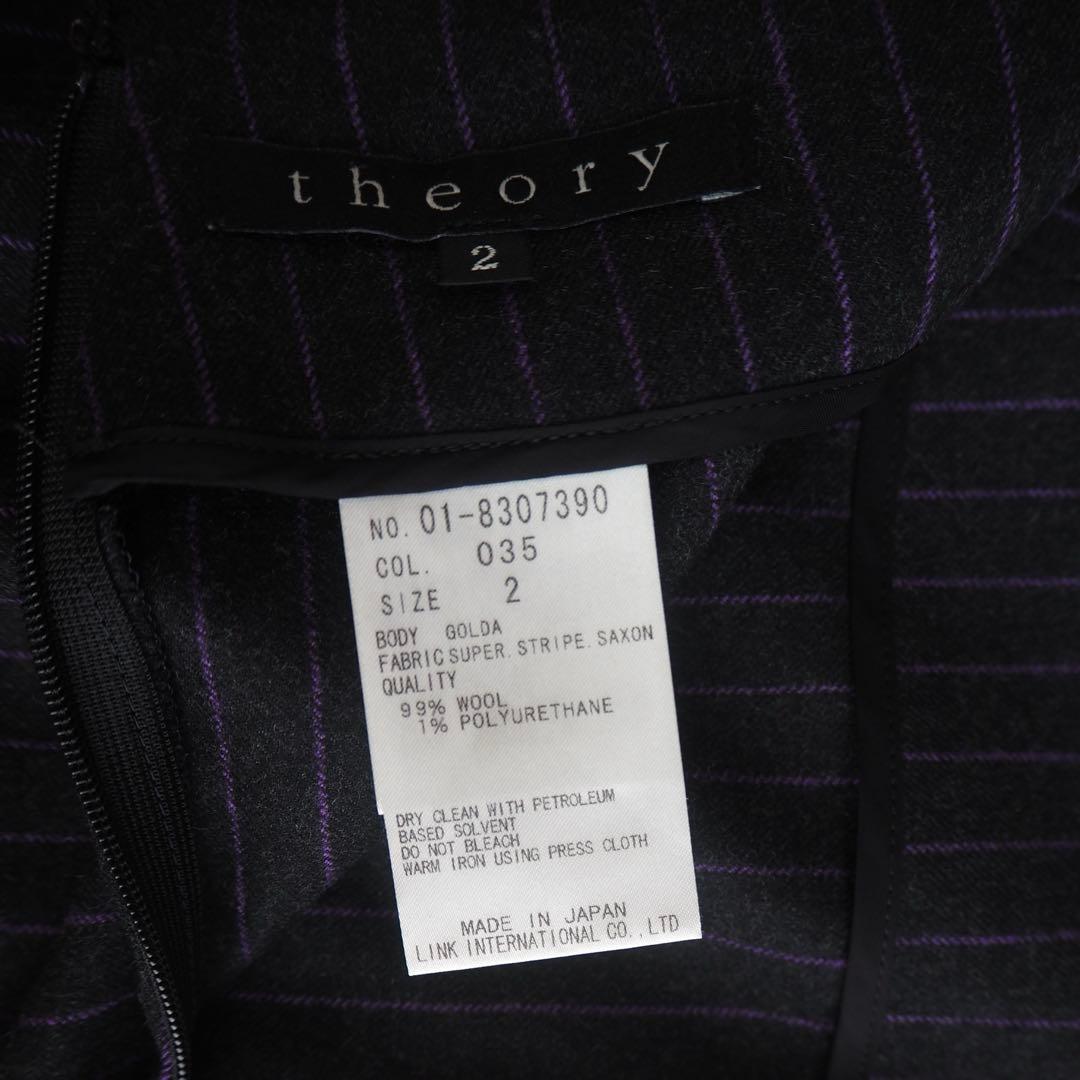 theory
2
NO. 01-8307390
COL. 035
SIZE 2
BODY GOLDA
FABRIC SUPER. STRIPE. SAXON
QUALITY
99% WOOL
1% POLYURETHANE
DRY CLEAN WITH PETROLEUM
BASED SOLVENT
DO NOT BLEACH
WARM IRON USING PRESS CLOTH
MADE IN JAPAN
LINK INTERNATIONAL CO.,LTD